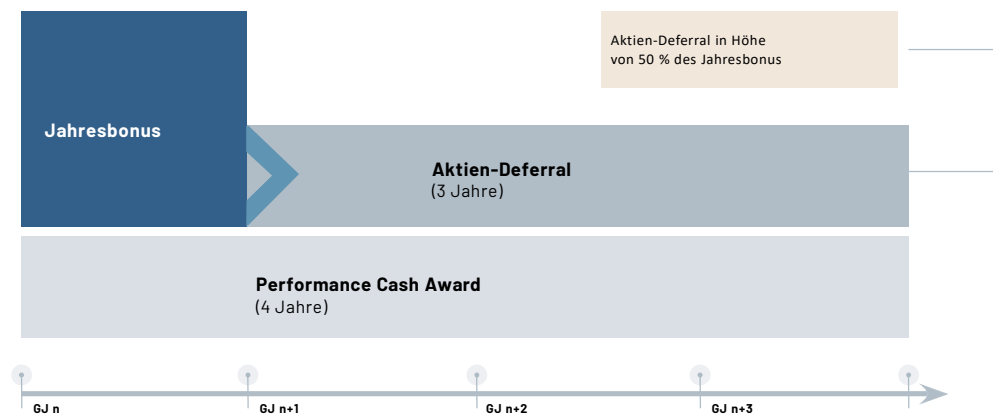 Aktien-Deferral in Höhe
von 50 % des Jahresbonus
Jahresbonus
Aktien-Deferral
(3 Jahre)
Performance Cash Award
(4 Jahre)
GJ n
GJ n+1
GJ n+2
GJ n+3